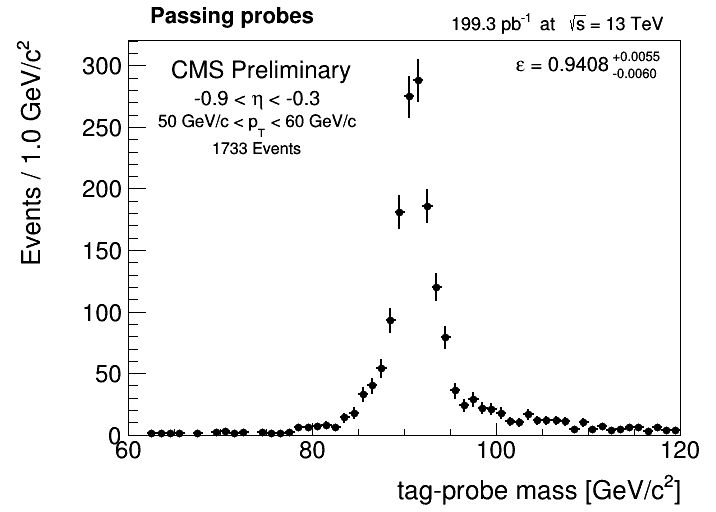 Passing probes
199.3 pb⁻¹ at √s = 13 TeV
CMS Preliminary
-0.9 < η < -0.3
50 GeV/c < p_T < 60 GeV/c
1733 Events
ε = 0.9408 +0.0055 -0.0060
Events / 1.0 GeV/c²
300
250
200
150
100
50
0
60 80 100 120
tag-probe mass [GeV/c²]